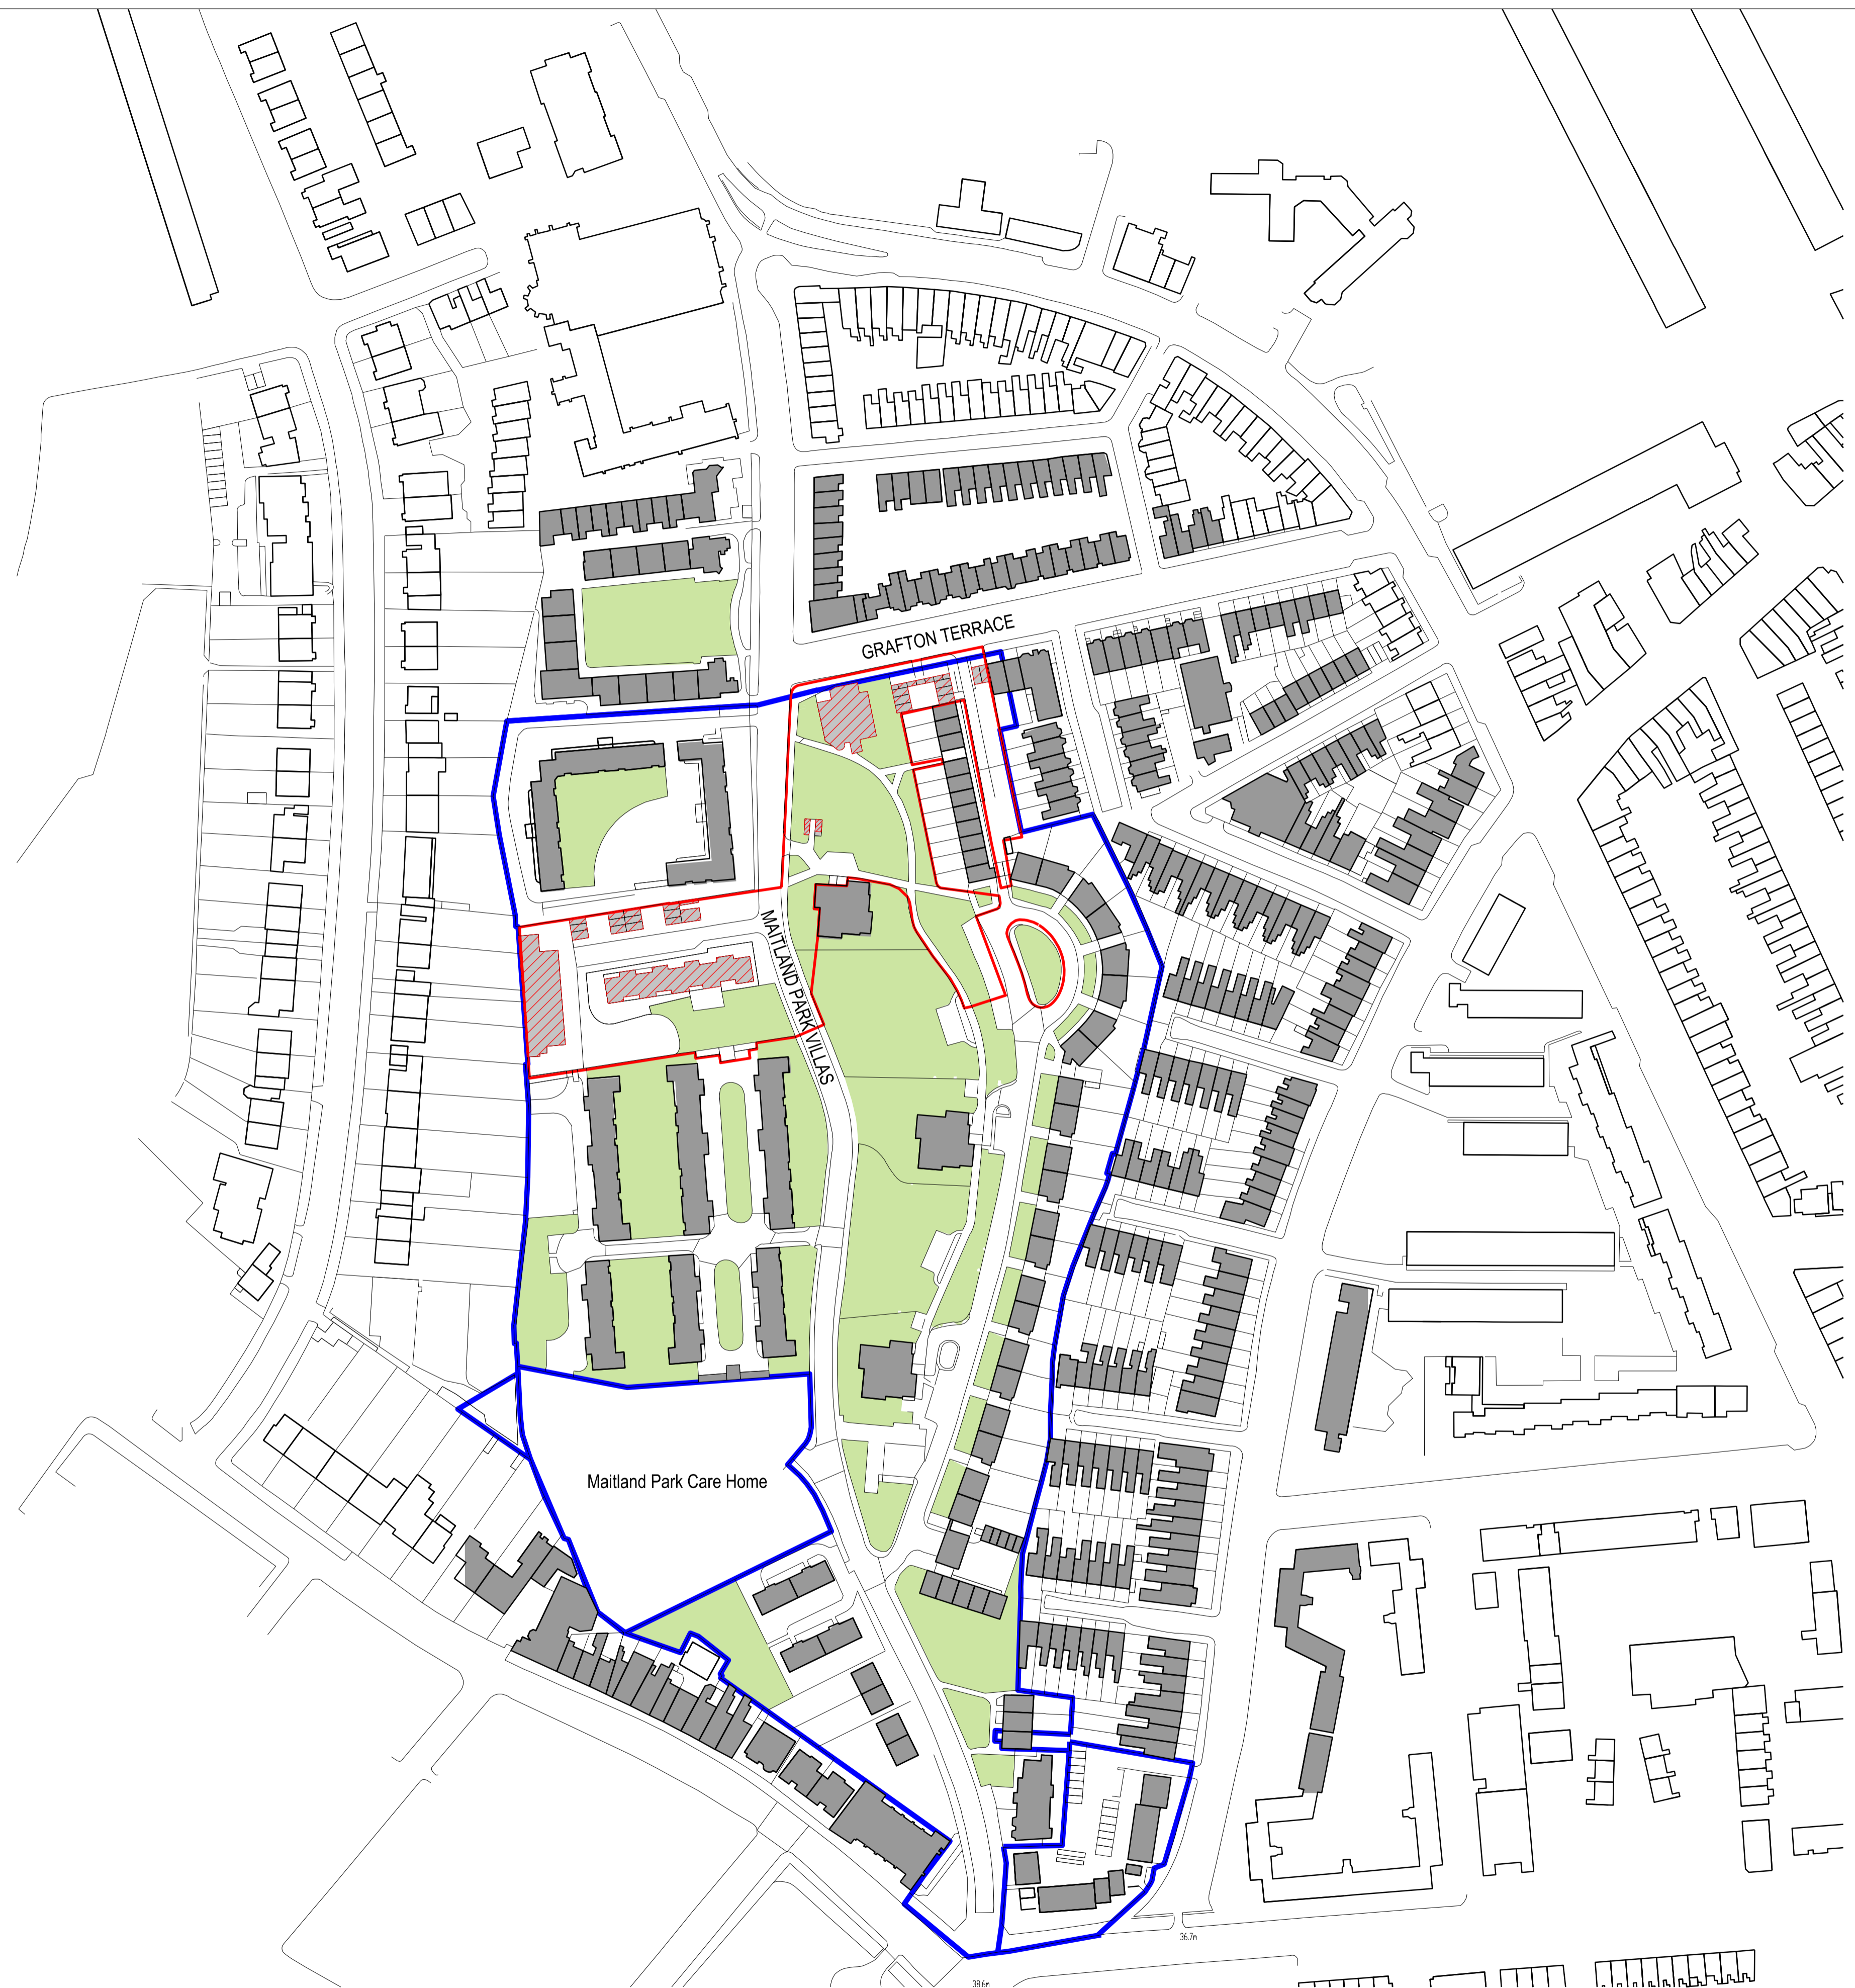 GRAFTON TERRACE
MAITLAND PARK VILLAS
Maitland Park Care Home
36.7m
38.6m